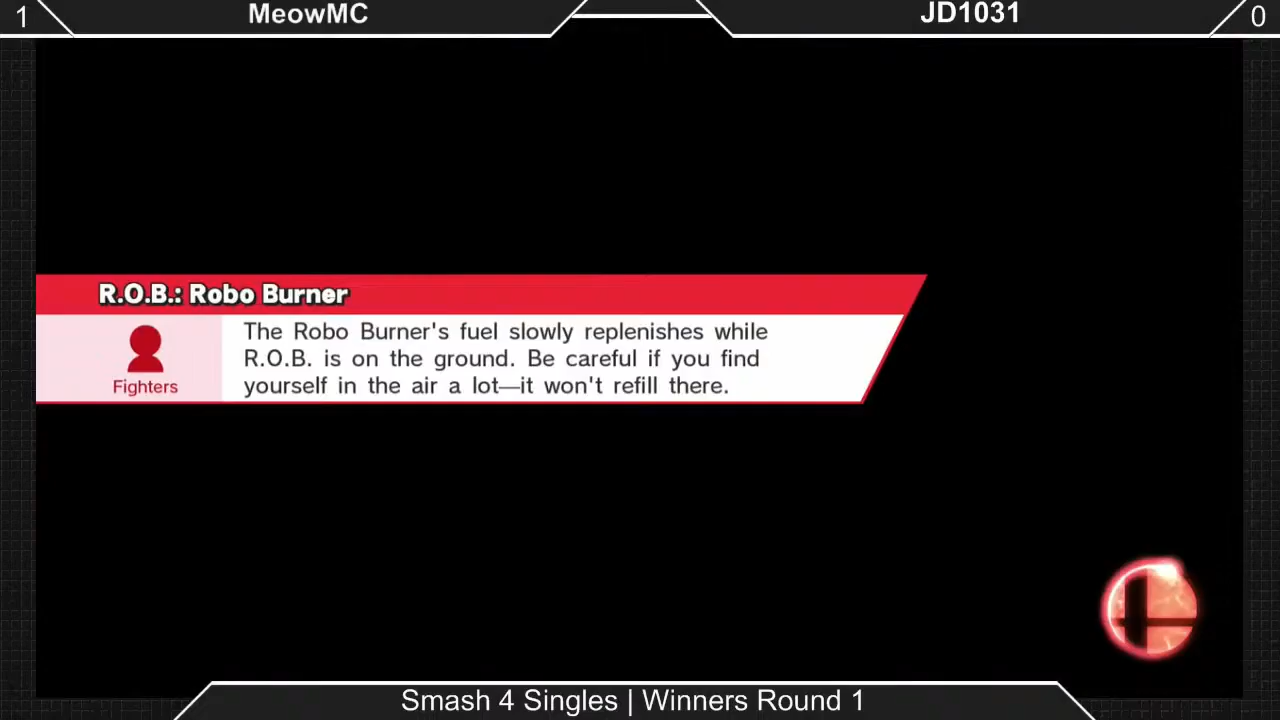 1
MeowMC
JD1031
0
R.O.B.: Robo Burner
The Robo Burner's fuel slowly replenishes while
R.O.B. is on the ground. Be careful if you find
yourself in the air a lot—it won't refill there.
Fighters
Smash 4 Singles | Winners Round 1